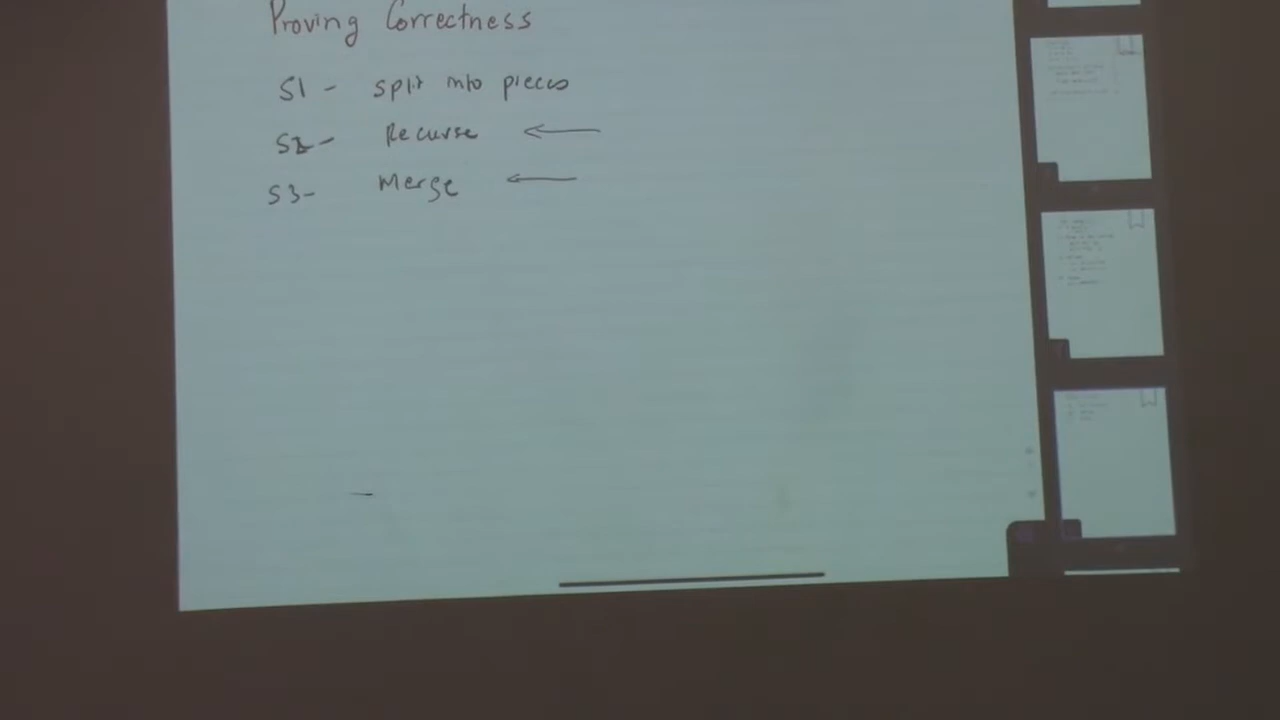 Proving Correctness
S1 - split into pieces
S2 - Recurse ←
S3 - Merge ←